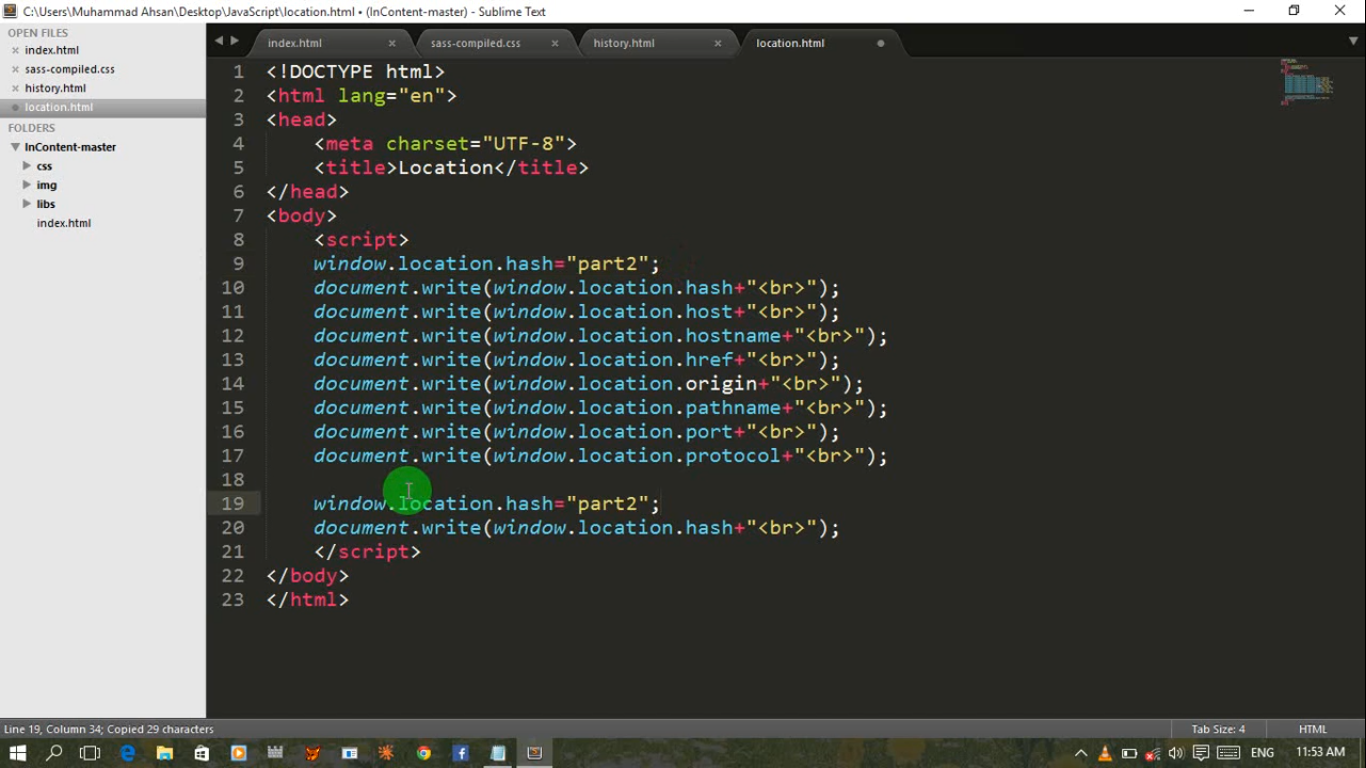 C:\Users\Muhammad Ahsan\Desktop\JavaScript\location.html • (InContent-master) - Sublime Text
OPEN FILES
index.html
sass-compiled.css
history.html
location.html
FOLDERS
InContent-master
css
img
libs
index.html
index.html sass-compiled.css history.html location.html
1 <!DOCTYPE html>
2 <html lang="en">
3 <head>
4 <meta charset="UTF-8">
5 <title>Location</title>
6 </head>
7 <body>
8 <script>
9 window.location.hash="part2";
10 document.write(window.location.hash+"<br>");
11 document.write(window.location.host+"<br>");
12 document.write(window.location.hostname+"<br>");
13 document.write(window.location.href+"<br>");
14 document.write(window.location.origin+"<br>");
15 document.write(window.location.pathname+"<br>");
16 document.write(window.location.port+"<br>");
17 document.write(window.location.protocol+"<br>");
18
19 window.location.hash="part2";
20 document.write(window.location.hash+"<br>");
21 </script>
22 </body>
23 </html>
Line 19, Column 34; Copied 29 characters Tab Size: 4 HTML
ENG 11:53 AM